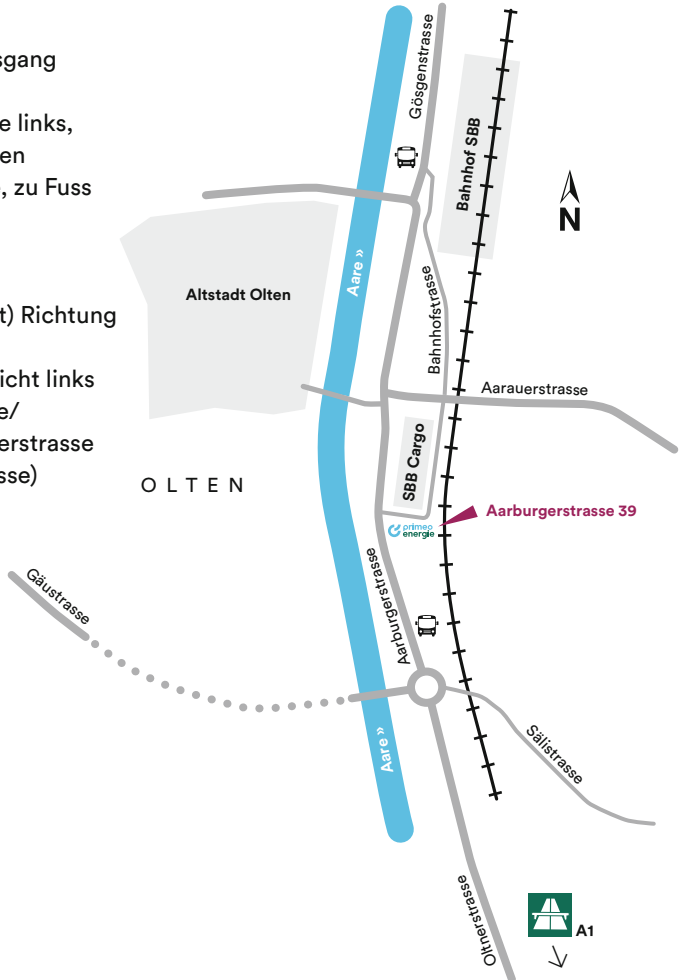 sgang
e links,
en
, zu Fuss
t) Richtung
icht links
e/
erstrasse
sse)
Gösgenstrasse
Bahnhof SBB
N
Aare »
Altstadt Olten
Bahnhofstrasse
Aarauerstrasse
SBB Cargo
OLTEN
Aarburgerstrasse 39
primeo
energie
Aarburgerstrasse
Gäustrasse
Aare »
Sälistrasse
Oltnerstrasse
A1